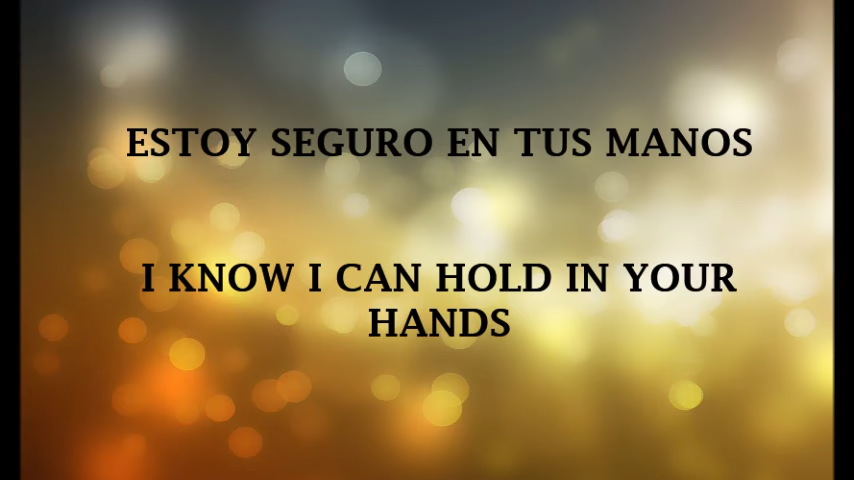 ESTOY SEGURO EN TUS MANOS
I KNOW I CAN HOLD IN YOUR
HANDS